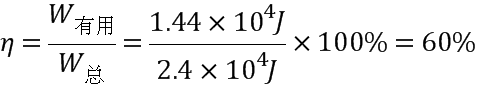 η = W有用 / W总 = 1.44 × 10⁴J / 2.4 × 10⁴J × 100% = 60%